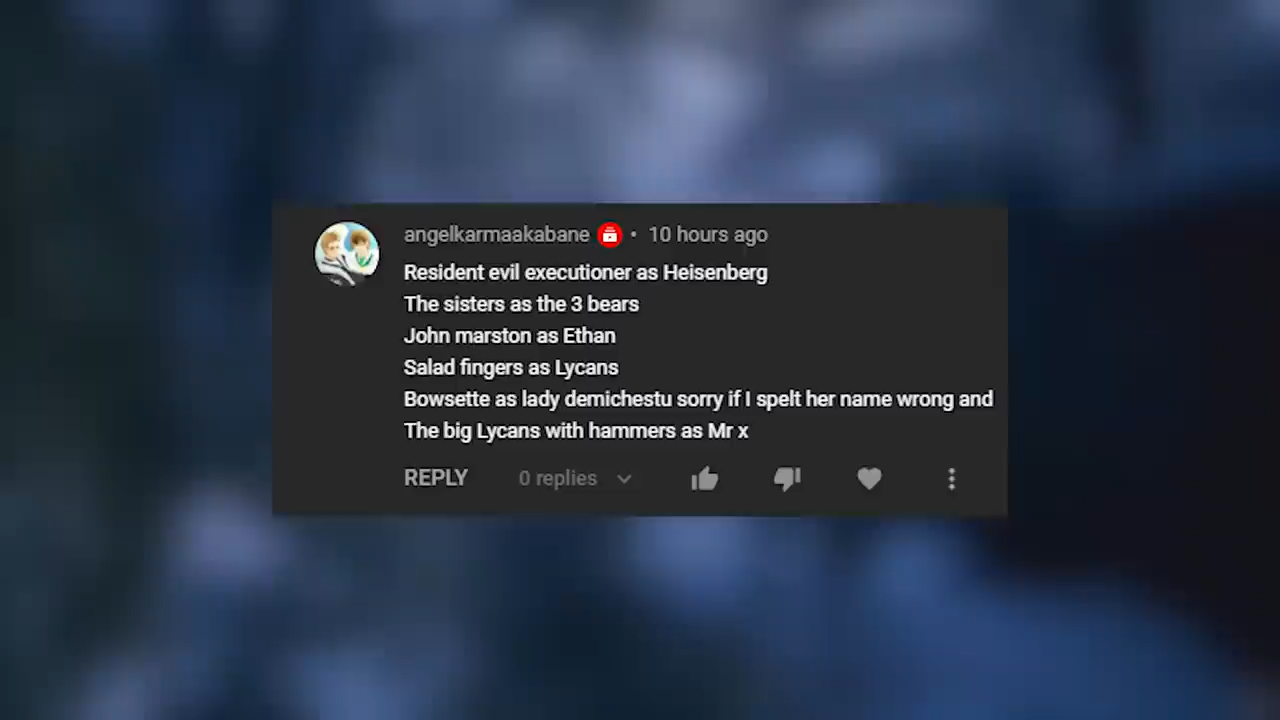 angelkarmaakabane • 10 hours ago
Resident evil executioner as Heisenberg
The sisters as the 3 bears
John marston as Ethan
Salad fingers as Lycans
Bowsette as lady demichestu sorry if I spelt her name wrong and
The big Lycans with hammers as Mr x
REPLY 0 replies